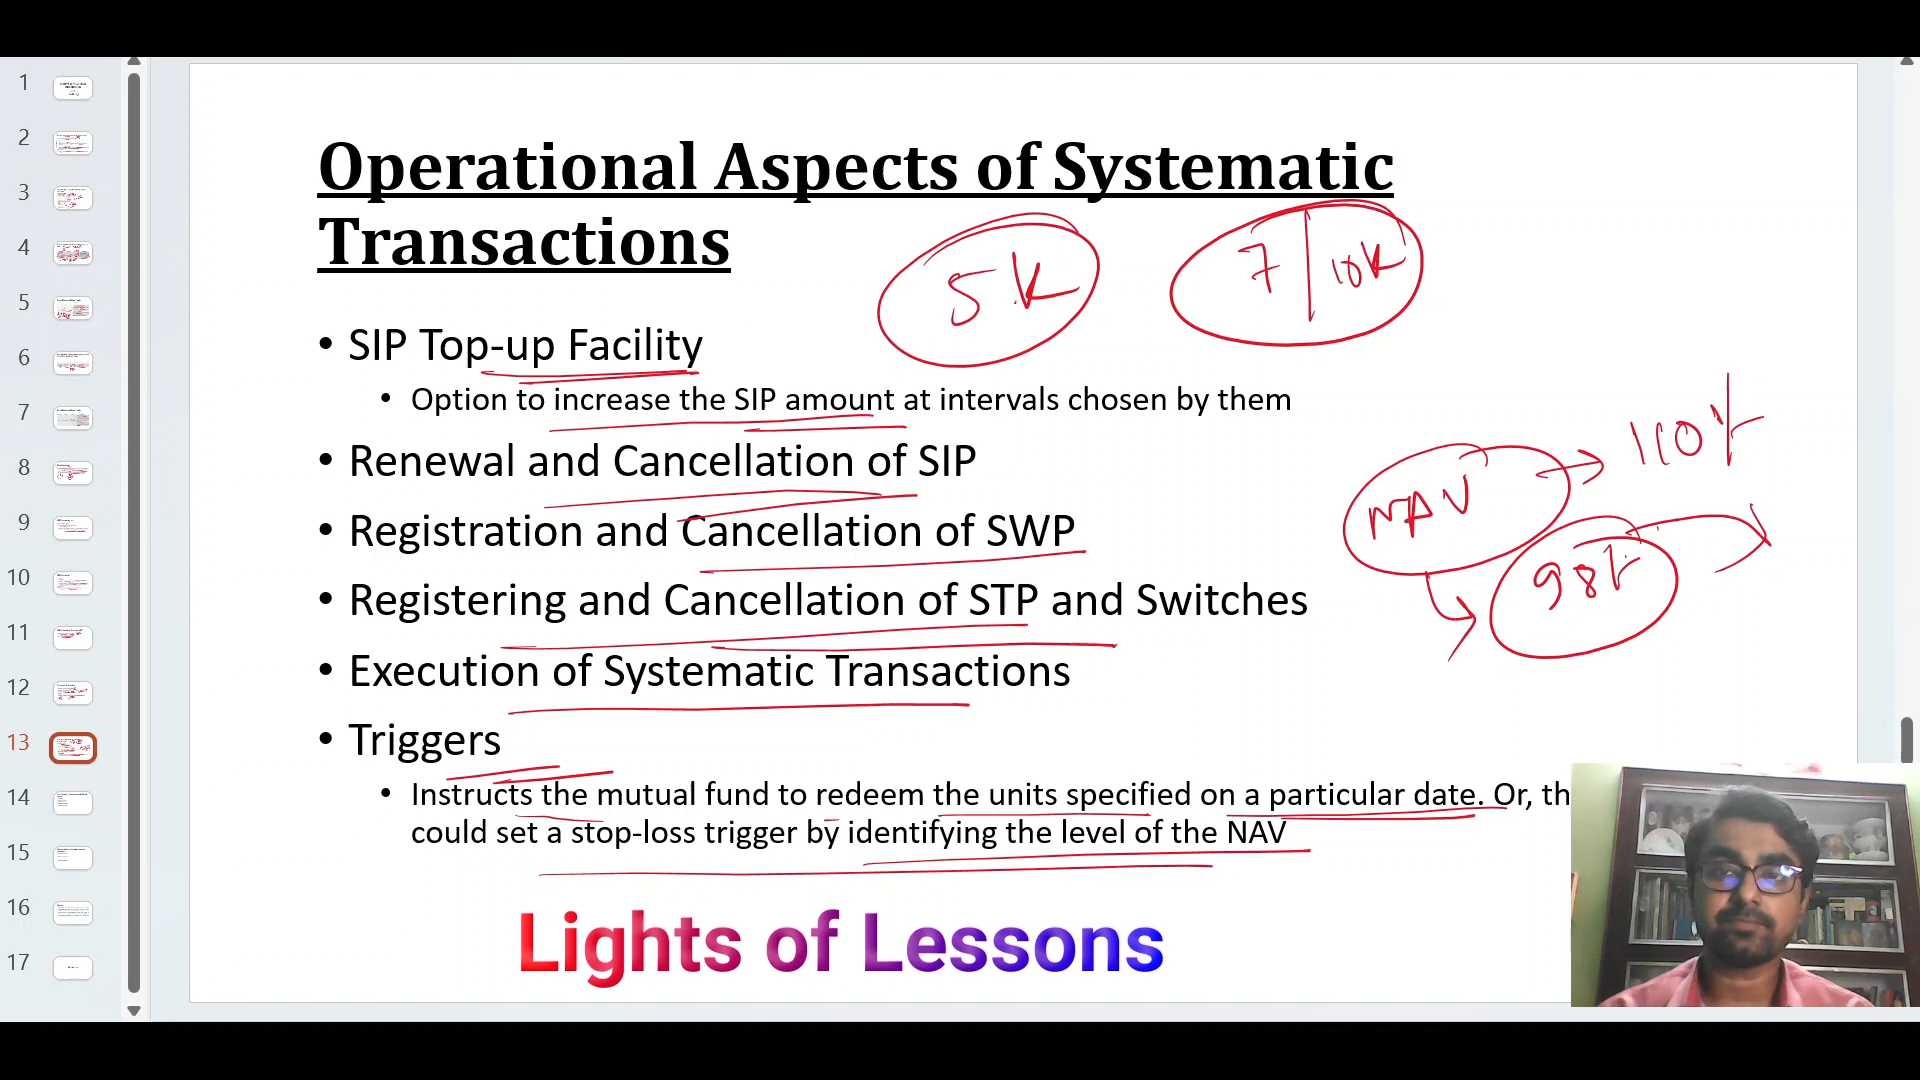 1
2
3
4
5
6
7
8
9
10
11
12
13
14
15
16
17
Operational Aspects of Systematic
Transactions
5K
7 | 10K
• SIP Top-up Facility
• Option to increase the SIP amount at intervals chosen by them
• Renewal and Cancellation of SIP
• Registration and Cancellation of SWP
• Registering and Cancellation of STP and Switches
• Execution of Systematic Transactions
NAV
110/-
98/-
• Triggers
• Instructs the mutual fund to redeem the units specified on a particular date. Or, th
could set a stop-loss trigger by identifying the level of the NAV
Lights of Lessons